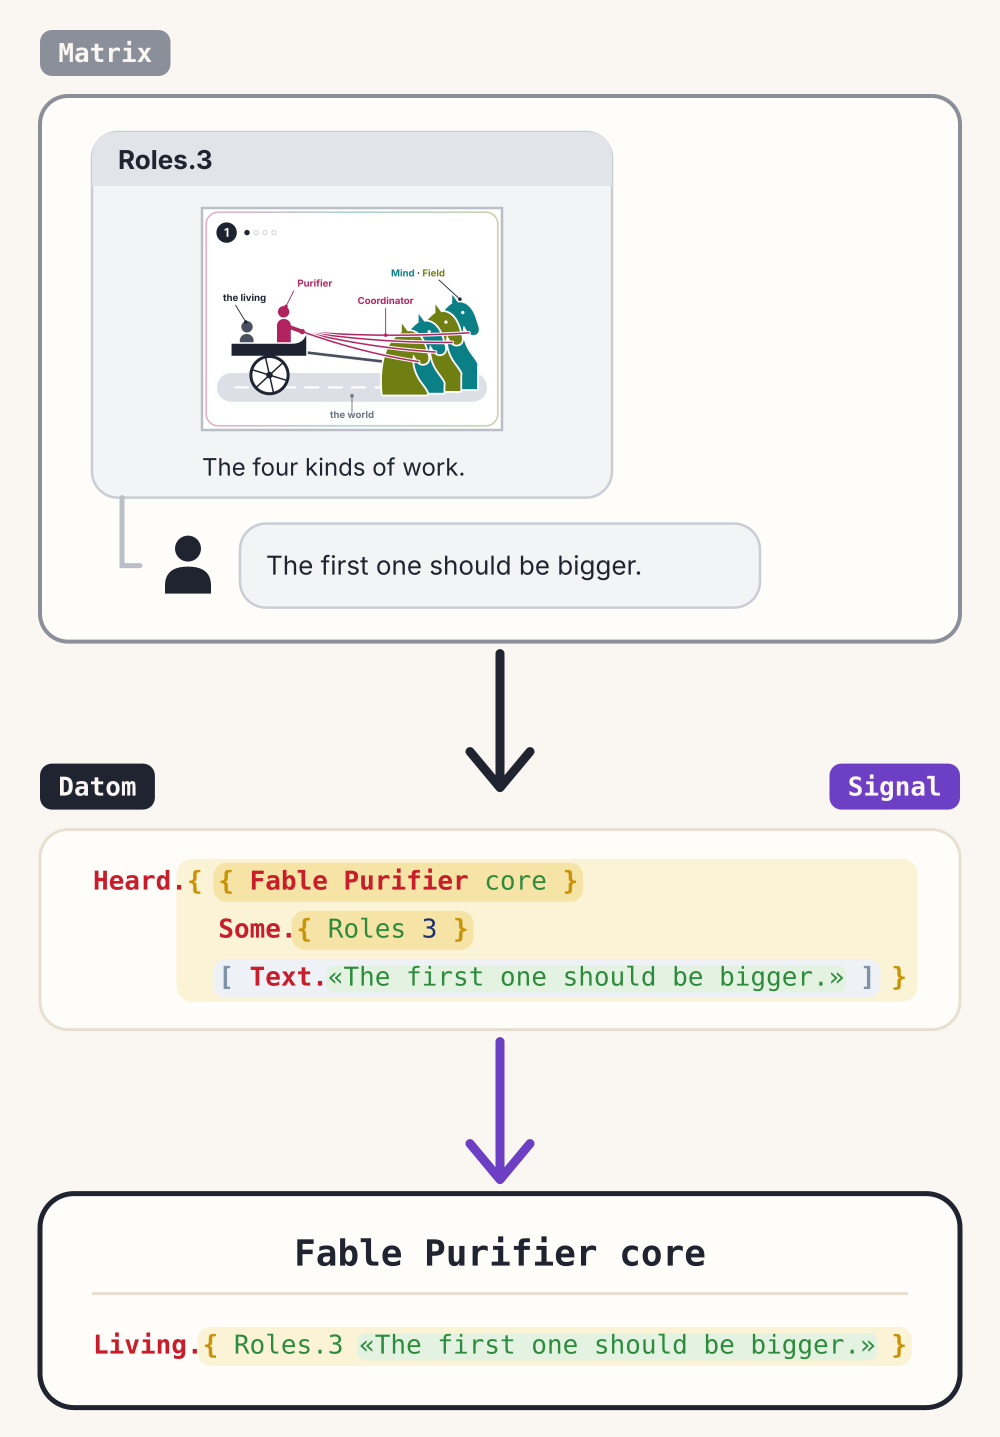 Matrix
Roles.3
1
Mind · Field
Purifier
the living
Coordinator
the world
The four kinds of work.
The first one should be bigger.
Datom
Signal
Heard.{ { Fable Purifier core }
Some.{ Roles 3 }
[ Text.«The first one should be bigger.» ] }
Fable Purifier core
Living.{ Roles.3 «The first one should be bigger.» }